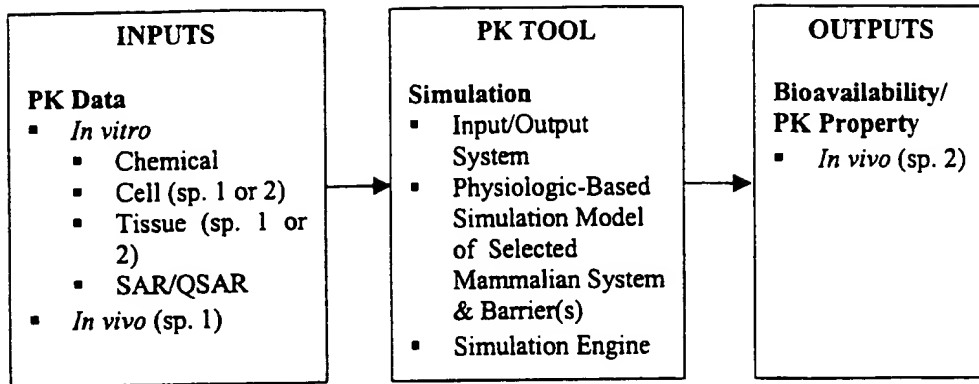 INPUTS
PK Data
▪ In vitro
▪ Chemical
▪ Cell (sp. 1 or 2)
▪ Tissue (sp. 1 or
2)
▪ SAR/QSAR
▪ In vivo (sp. 1)
PK TOOL
Simulation
▪ Input/Output
System
▪ Physiologic-Based
Simulation Model
of Selected
Mammalian System
& Barrier(s)
▪ Simulation Engine
OUTPUTS
Bioavailability/
PK Property
▪ In vivo (sp. 2)